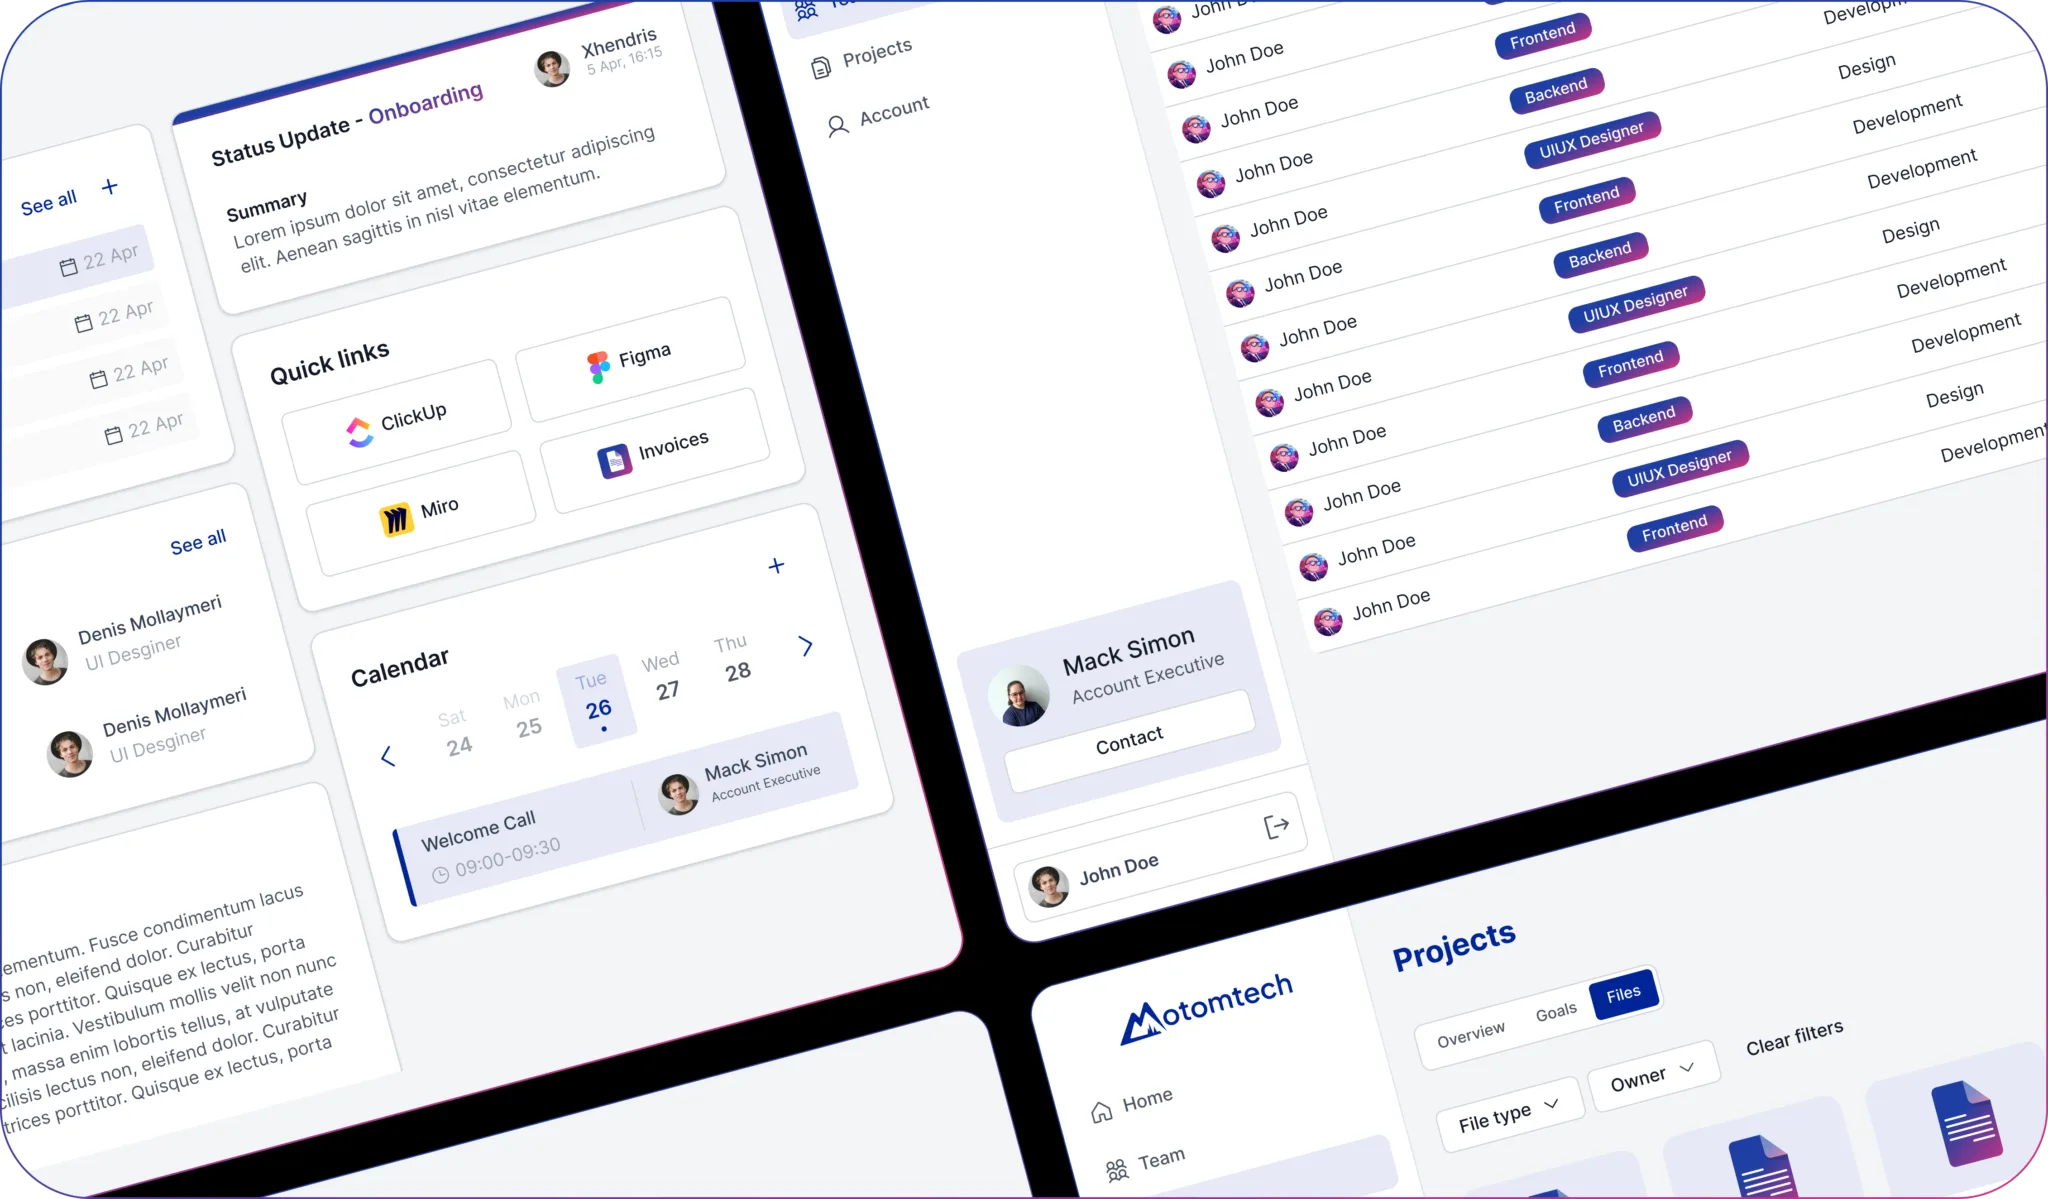 See all
22 Apr
22 Apr
22 Apr
22 Apr
Status Update - Onboarding
Xhendris
5 Apr, 16:15
Summary
Lorem ipsum dolor sit amet, consectetur adipiscing
elit. Aenean sagittis in nisl vitae elementum.
Quick links
ClickUp
Figma
Miro
Invoices
See all
Denis Mollaymeri
UI Desginer
Denis Mollaymeri
UI Desginer
Calendar
Sat
24
Mon
25
Tue
26
Wed
27
Thu
28
Welcome Call
09:00-09:30
Mack Simon
Account Executive
ementum. Fusce condimentum lacus
s non, eleifend dolor. Curabitur
ces porttitor. Quisque ex lectus, porta
t lacinia. Vestibulum mollis velit non nunc
, massa enim lobortis tellus, at vulputate
cilisis lectus non, eleifend dolor. Curabitur
trices porttitor. Quisque ex lectus, porta
Projects
Account
John
John Doe
Frontend
John Doe
Backend
Design
John Doe
UIUX Designer
Development
John Doe
Frontend
Development
John Doe
Backend
Design
John Doe
UIUX Designer
Development
John Doe
Frontend
Development
John Doe
Backend
Design
John Doe
UIUX Designer
Development
John Doe
Frontend
John Doe
Mack Simon
Account Executive
Contact
John Doe
Motomtech
Home
Team
Projects
Overview
Goals
Files
File type
Owner
Clear filters